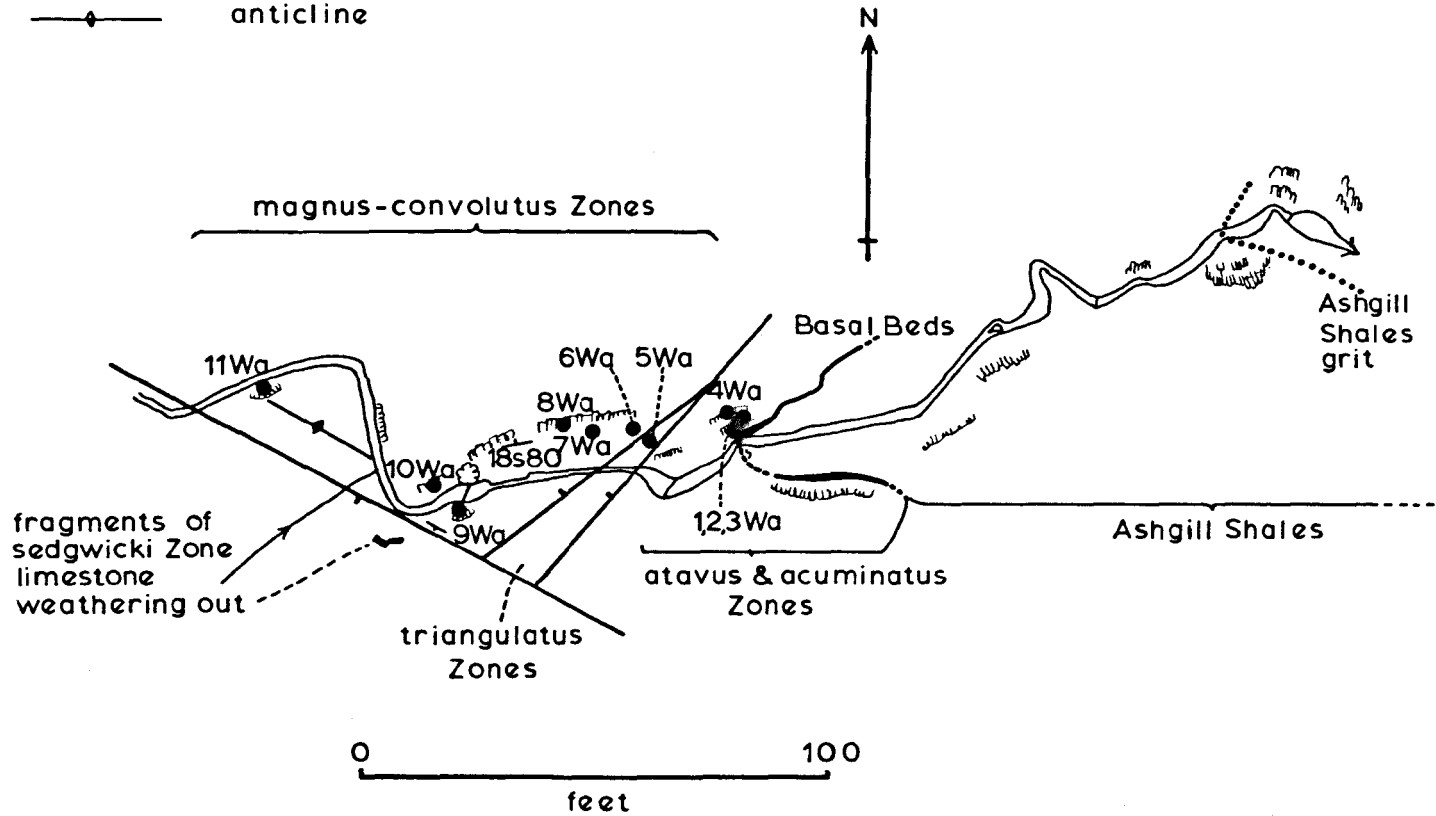 anticline
N
magnus-convolutus Zones
Basal Beds
Ashgill
Shales
grit
11Wa
6Wa
5Wa
4Wa
8Wa
7Wa
18s80
10Wa
9Wa
1,2,3Wa
fragments of
sedgwicki Zone
limestone
weathering out
Ashgill Shales
atavus & acuminatus
Zones
triangulatus
Zones
0
100
feet